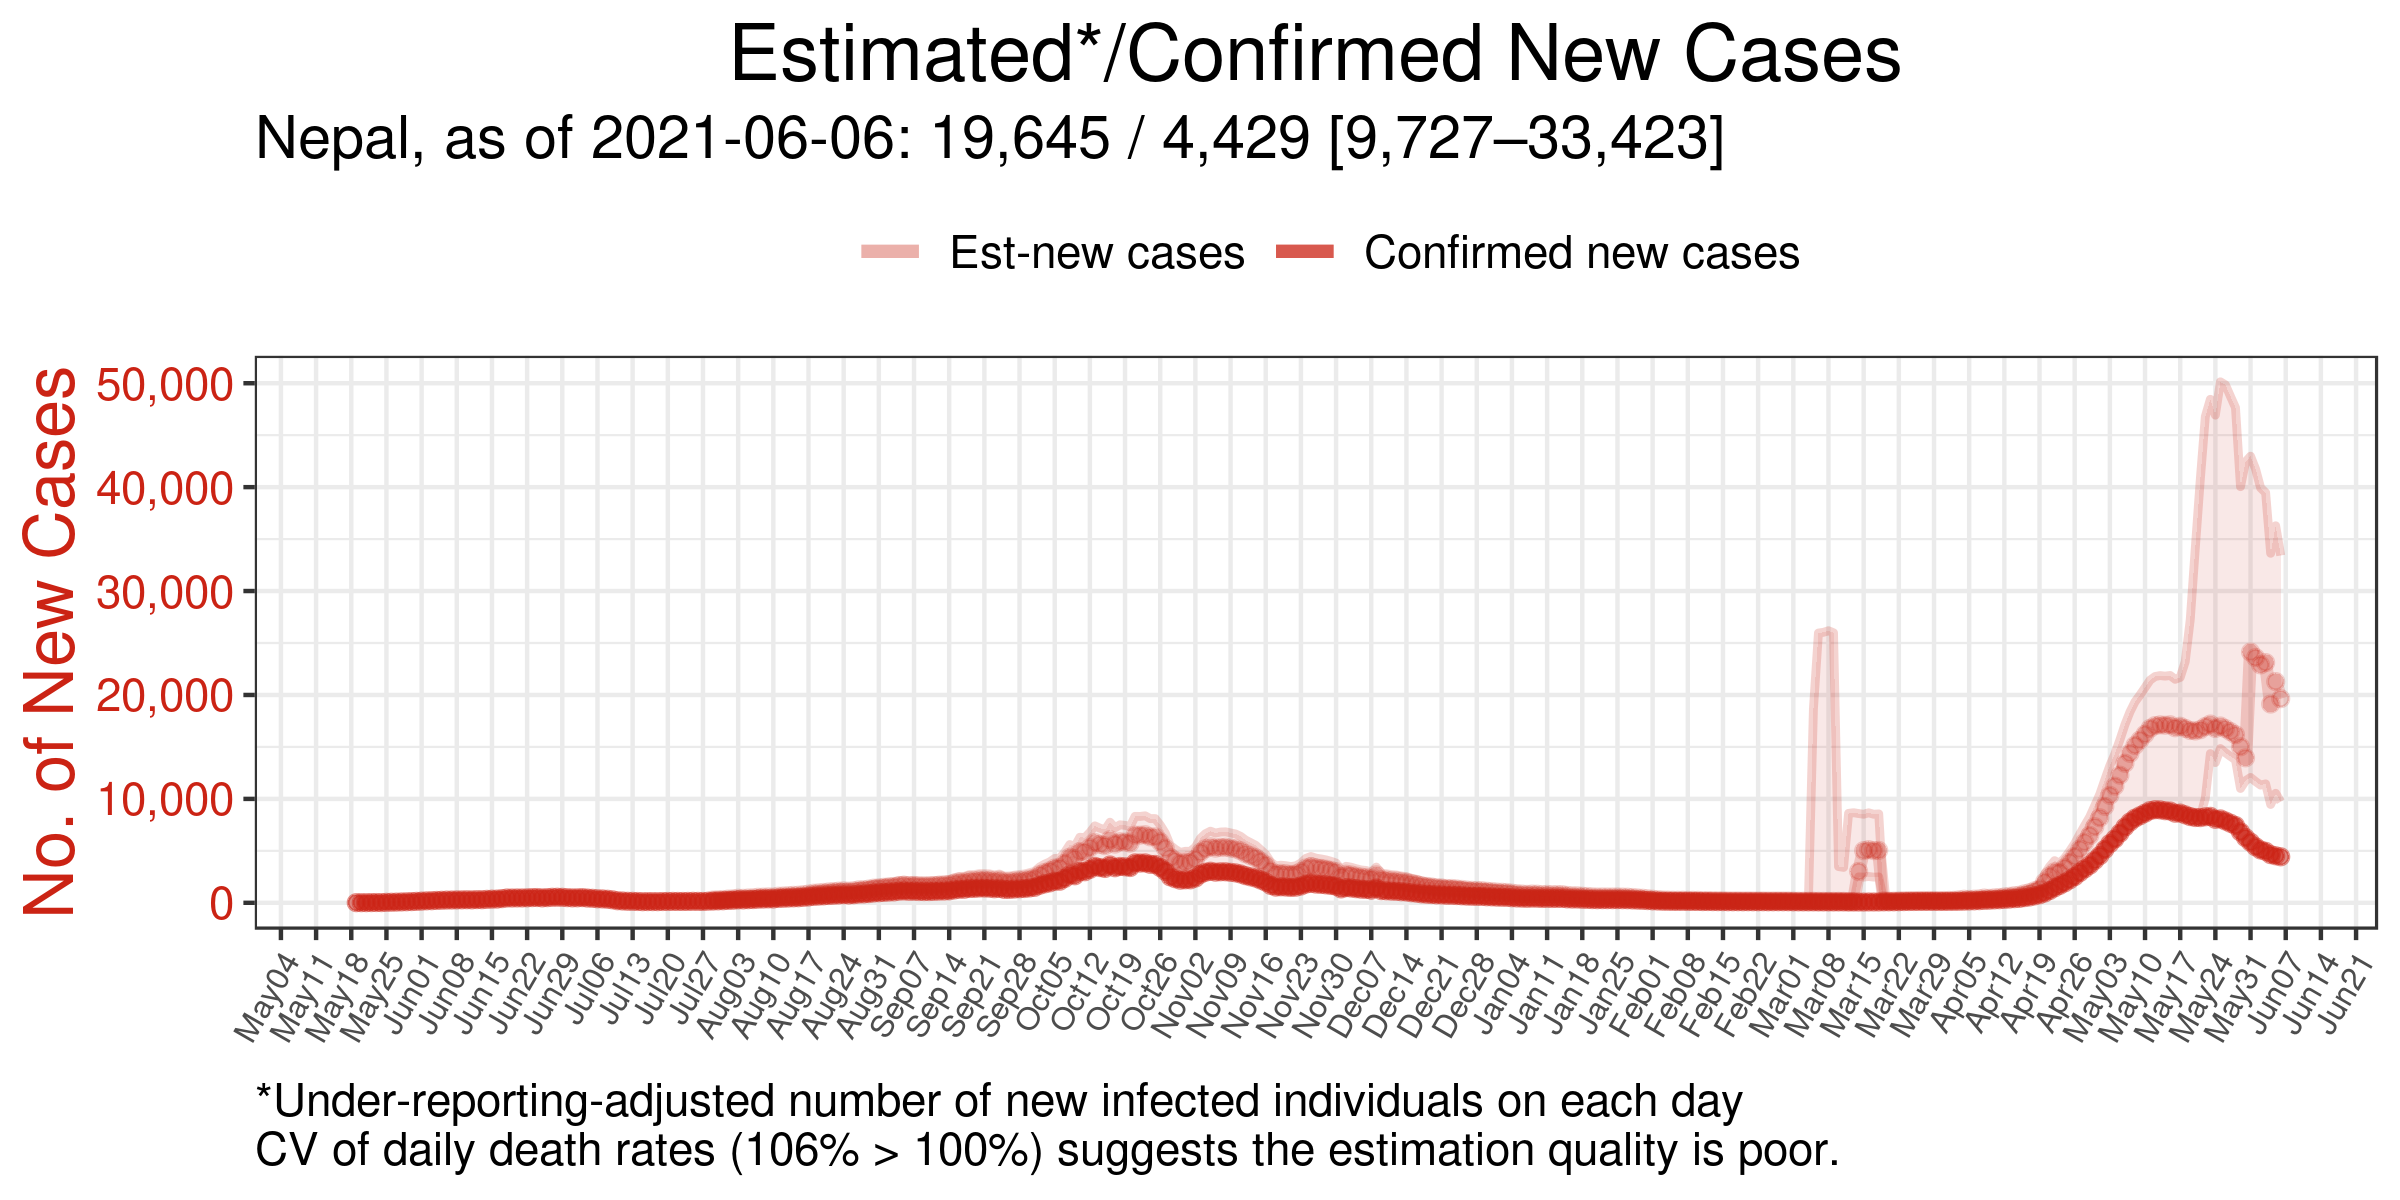 Estimated*/Confirmed New Cases
Nepal, as of 2021-06-06: 19,645 / 4,429 [9,727–33,423]
Est-new cases
Confirmed new cases
No. of New Cases
50,000
40,000
30,000
20,000
10,000
0
May04
May11
May18
May25
Jun01
Jun08
Jun15
Jun22
Jun29
Jul06
Jul13
Jul20
Jul27
Aug03
Aug10
Aug17
Aug24
Aug31
Sep07
Sep14
Sep21
Sep28
Oct05
Oct12
Oct19
Oct26
Nov02
Nov09
Nov16
Nov23
Nov30
Dec07
Dec14
Dec21
Dec28
Jan04
Jan11
Jan18
Jan25
Feb01
Feb08
Feb15
Feb22
Mar01
Mar08
Mar15
Mar22
Mar29
Apr05
Apr12
Apr19
Apr26
May03
May10
May17
May24
May31
Jun07
Jun14
Jun21
*Under-reporting-adjusted number of new infected individuals on each day
CV of daily death rates (106% > 100%) suggests the estimation quality is poor.